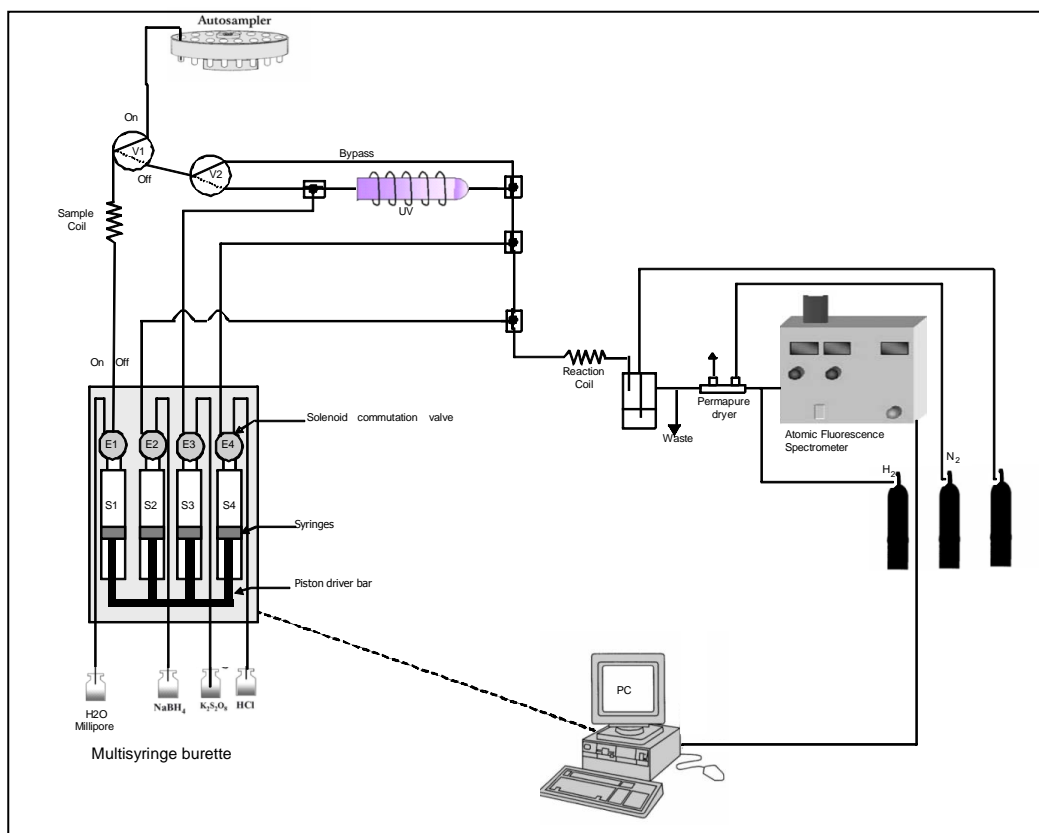 Autosampler
On
V1
Off
V2
Bypass
UV
Sample
Coil
On Off
Reaction
Coil
Permapure
dryer
Waste
Atomic Fluorescence
Spectrometer
H2
N2
Solenoid commutation valve
E1 E2 E3 E4
S1 S2 S3 S4
Syringes
Piston driver bar
H2O
Millipore
NaBH4
K2S2O8
HCl
PC
Multisyringe burette